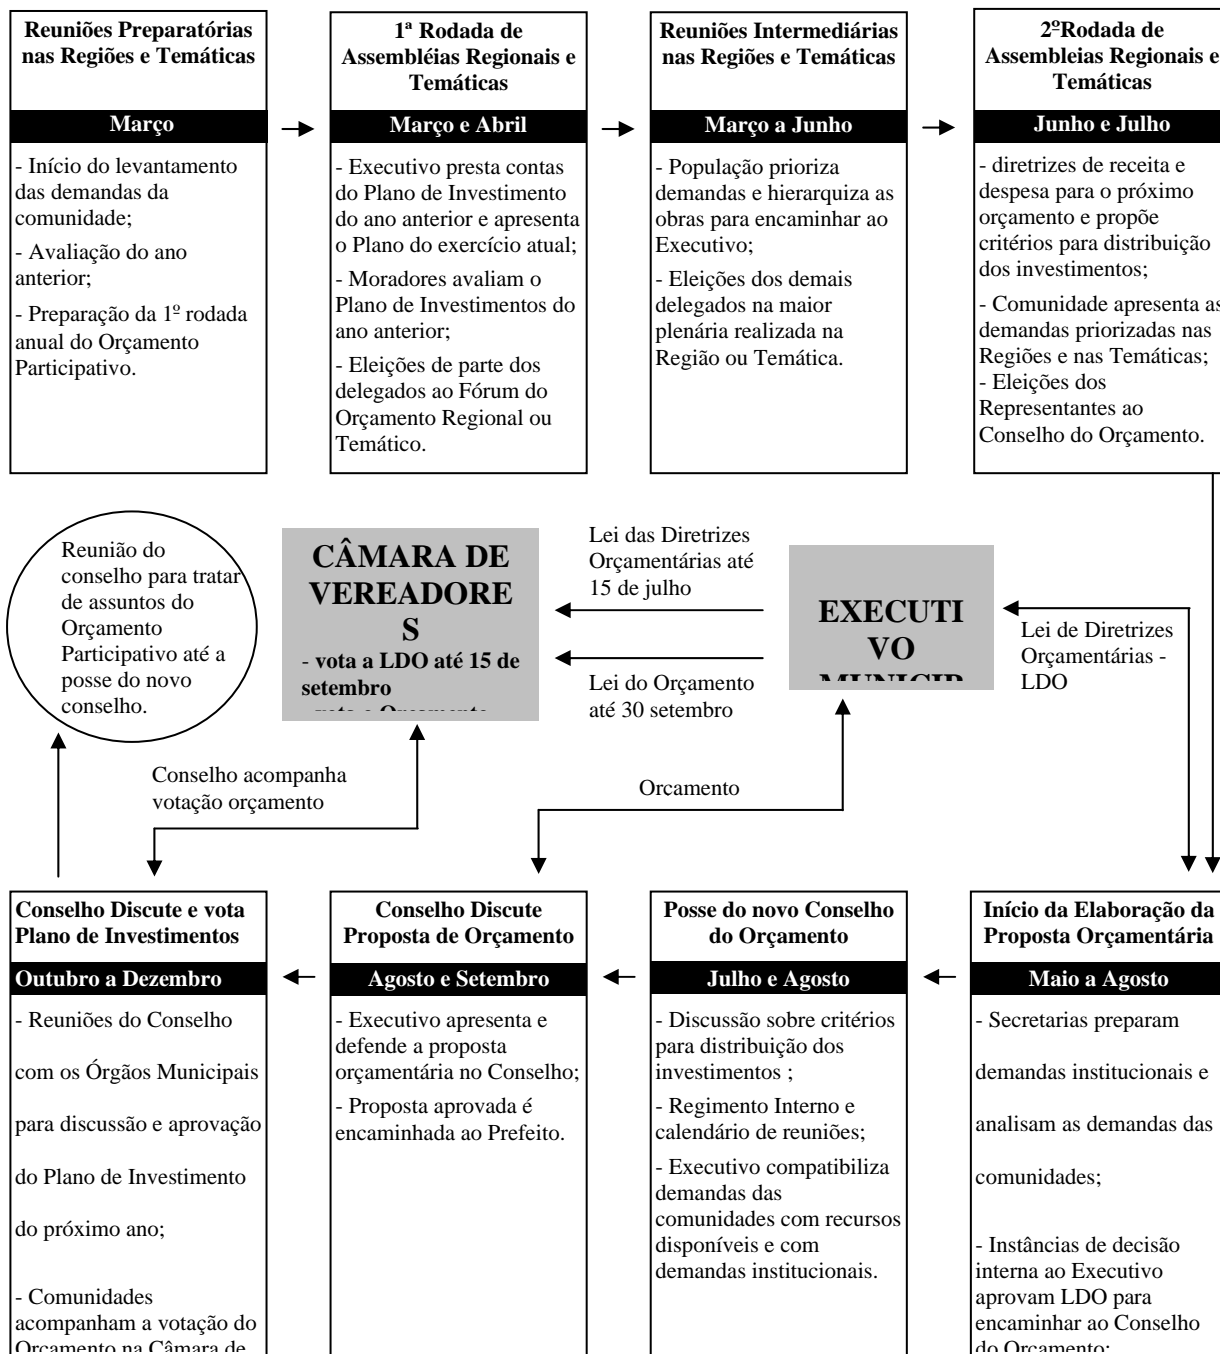 Reuniões Preparatórias
nas Regiões e Temáticas
Março
- Início do levantamento
das demandas da
comunidade;
- Avaliação do ano
anterior;
- Preparação da 1º rodada
anual do Orçamento
Participativo.
1ª Rodada de
Assembléias Regionais e
Temáticas
Março e Abril
- Executivo presta contas
do Plano de Investimento
do ano anterior e apresenta
o Plano do exercício atual;
- Moradores avaliam o
Plano de Investimentos do
ano anterior;
- Eleições de parte dos
delegados ao Fórum do
Orçamento Regional ou
Temático.
Reuniões Intermediárias
nas Regiões e Temáticas
Março a Junho
- População prioriza
demandas e hierarquiza as
obras para encaminhar ao
Executivo;
- Eleições dos demais
delegados na maior
plenária realizada na
Região ou Temática.
2ºRodada de
Assembleias Regionais e
Temáticas
Junho e Julho
- diretrizes de receita e
despesa para o próximo
orçamento e propõe
critérios para distribuição
dos investimentos;
- Comunidade apresenta as
demandas priorizadas nas
Regiões e nas Temáticas;
- Eleições dos
Representantes ao
Conselho do Orçamento.
Reunião do
conselho para tratar
de assuntos do
Orçamento
Participativo até a
posse do novo
conselho.
CÂMARA DE
VEREADORE
S
- vota a LDO até 15 de
setembro
Lei das Diretrizes
Orçamentárias até
15 de julho
Lei do Orçamento
até 30 setembro
EXECUTI
VO
Lei de Diretrizes
Orçamentárias -
LDO
Conselho acompanha
votação orçamento
Orcamento
Conselho Discute e vota
Plano de Investimentos
Outubro a Dezembro
- Reuniões do Conselho
com os Órgãos Municipais
para discussão e aprovação
do Plano de Investimento
do próximo ano;
- Comunidades
acompanham a votação do
Orçamento na Câmara de
Conselho Discute
Proposta de Orçamento
Agosto e Setembro
- Executivo apresenta e
defende a proposta
orçamentária no Conselho;
- Proposta aprovada é
encaminhada ao Prefeito.
Posse do novo Conselho
do Orçamento
Julho e Agosto
- Discussão sobre critérios
para distribuição dos
investimentos ;
- Regimento Interno e
calendário de reuniões;
- Executivo compatibiliza
demandas das
comunidades com recursos
disponíveis e com
demandas institucionais.
Início da Elaboração da
Proposta Orçamentária
Maio a Agosto
- Secretarias preparam
demandas institucionais e
analisam as demandas das
comunidades;
- Instâncias de decisão
interna ao Executivo
aprovam LDO para
encaminhar ao Conselho
do Orçamento;